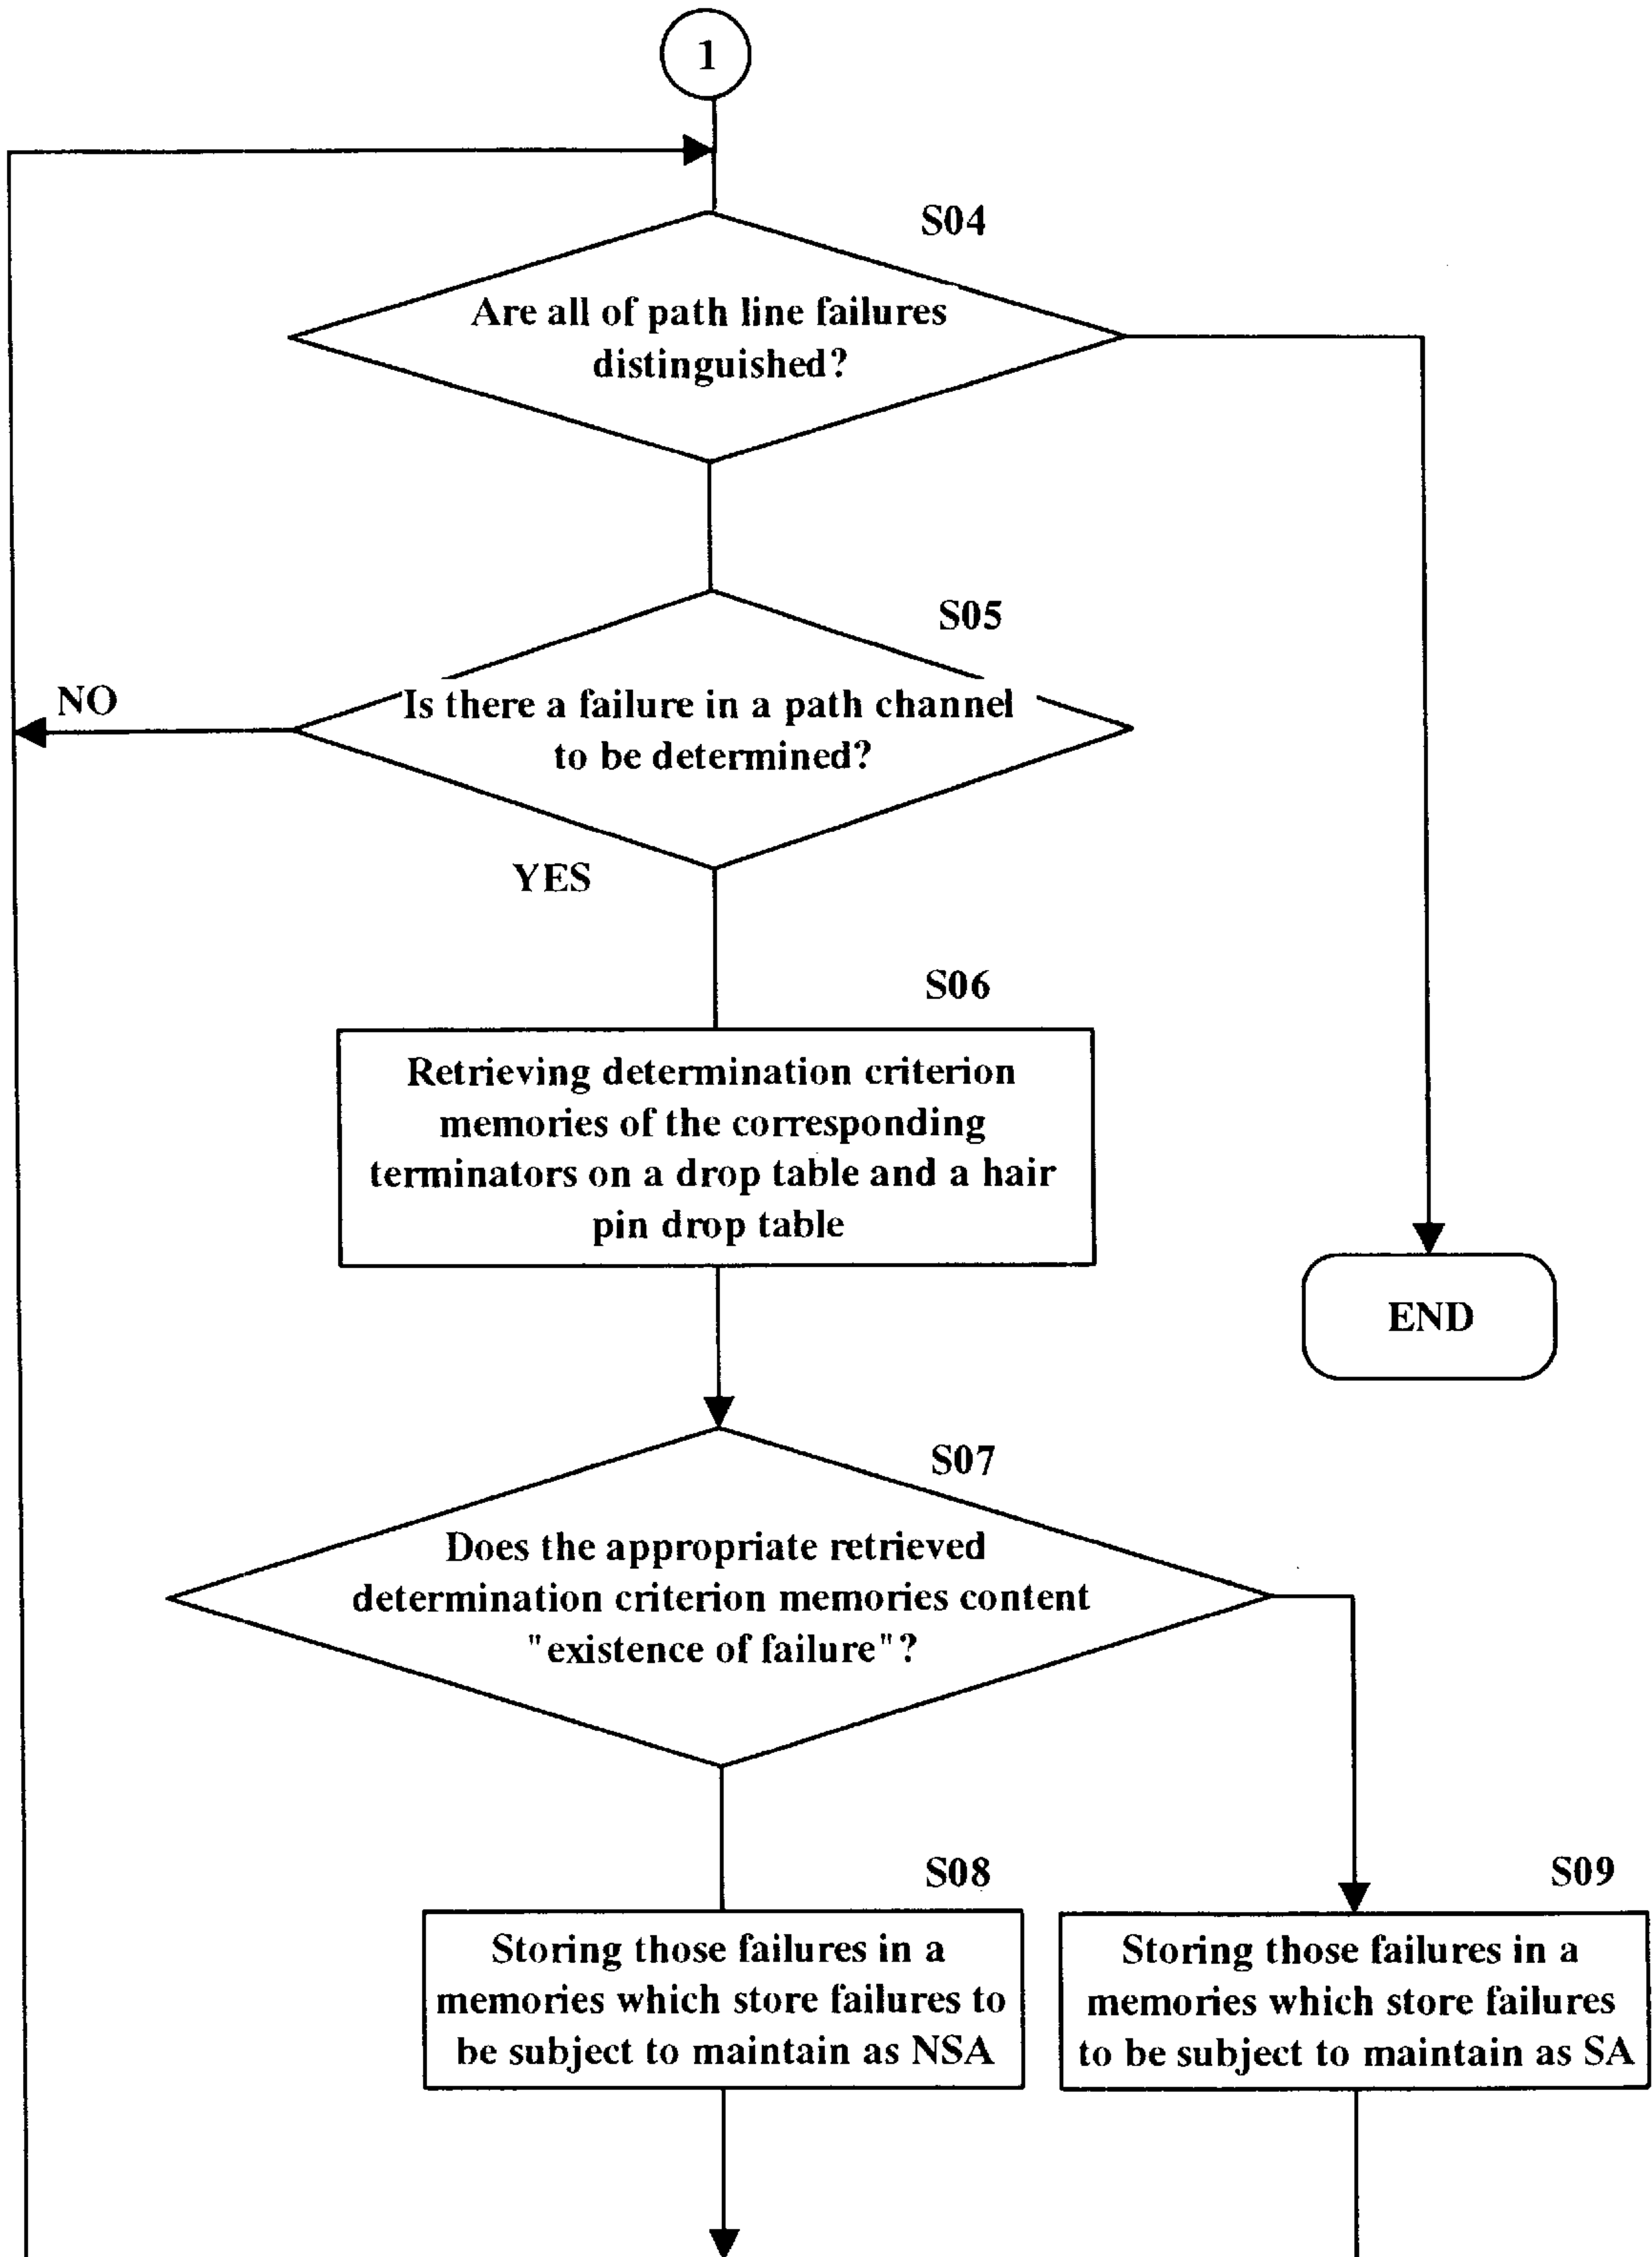 1
S04
Are all of path line failures
distinguished?
S05
NO
Is there a failure in a path channel
to be determined?
YES
S06
Retrieving determination criterion
memories of the corresponding
terminators on a drop table and a hair
pin drop table
END
S07
Does the appropriate retrieved
determination criterion memories content
"existence of failure"?
S08
Storing those failures in a
memories which store failures to
be subject to maintain as NSA
S09
Storing those failures in a
memories which store failures
to be subject to maintain as SA